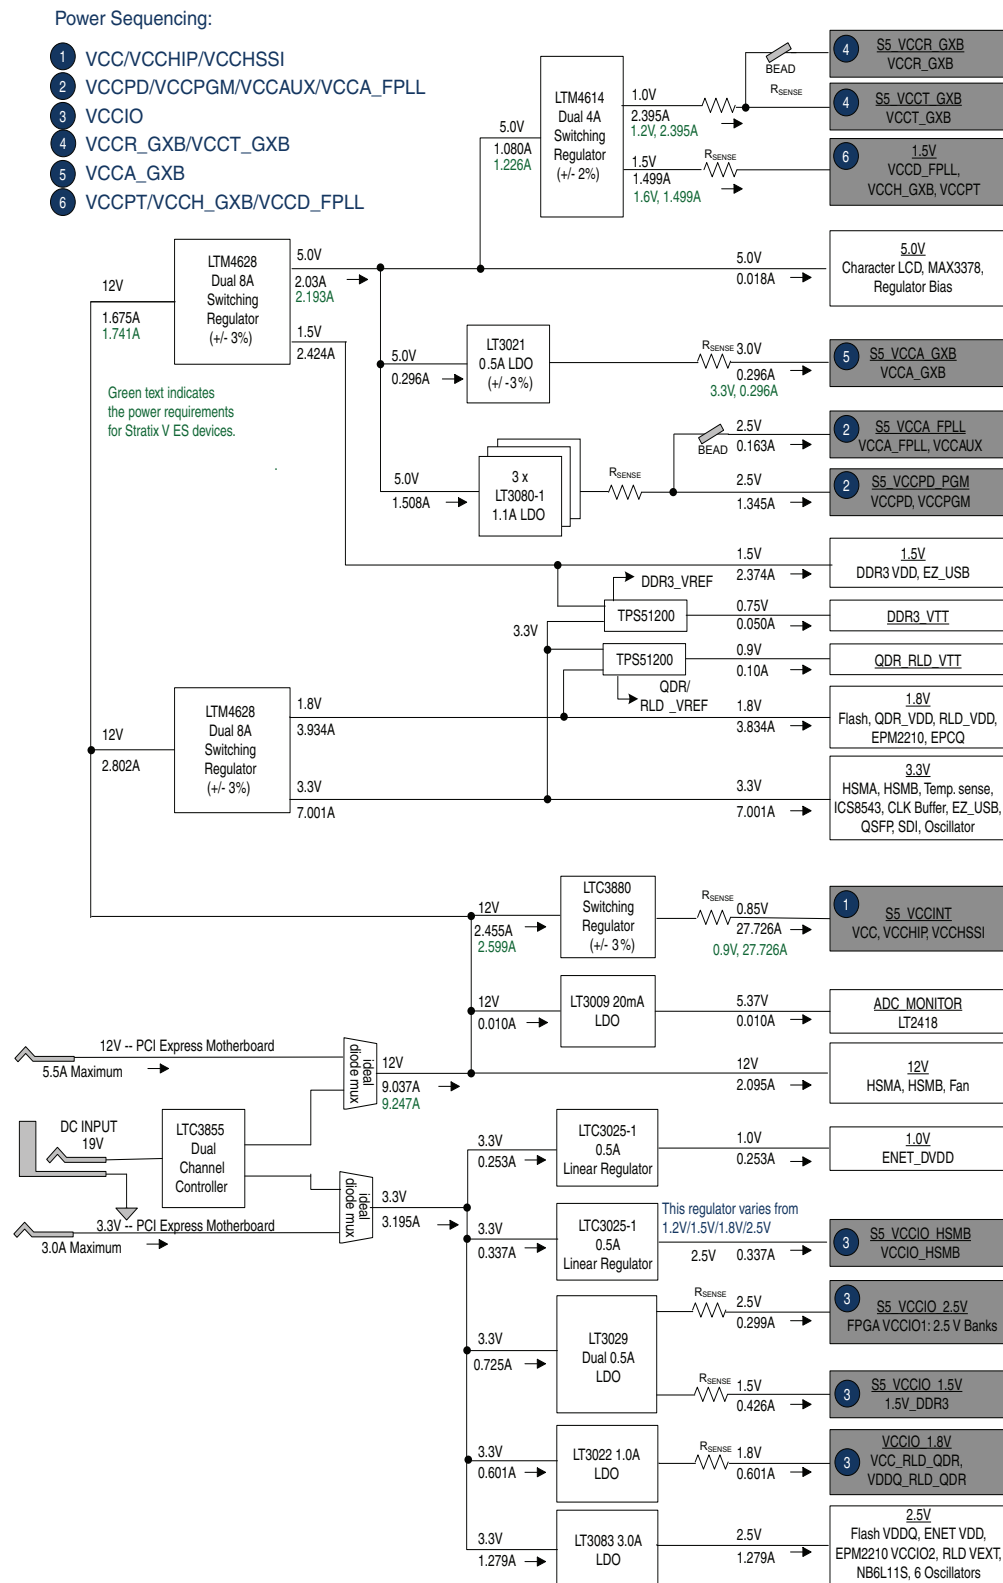 Power Sequencing:
1 VCC/VCCHIP/VCCHSSI
2 VCCPD/VCCPGM/VCCAUX/VCCA_FPLL
3 VCCIO
4 VCCR_GXB/VCCT_GXB
5 VCCA_GXB
6 VCCPT/VCCH_GXB/VCCD_FPLL
LTM4614
Dual 4A
Switching
Regulator
(+/- 2%)
5.0V
1.080A
1.226A
1.0V
2.395A
1.2V, 2.395A
BEAD
RSENSE
4 S5_VCCR_GXB
VCCR_GXB
4 S5_VCCT_GXB
VCCT_GXB
1.5V
1.499A
1.6V, 1.499A
RSENSE
6 1.5V
VCCD_FPLL,
VCCH_GXB, VCCPT
12V
1.675A
1.741A
LTM4628
Dual 8A
Switching
Regulator
(+/- 3%)
5.0V
2.03A
2.193A
1.5V
2.424A
5.0V
0.018A
5.0V
Character LCD, MAX3378,
Regulator Bias
5.0V
0.296A
LT3021
0.5A LDO
(+/ -3%)
RSENSE 3.0V
0.296A
3.3V, 0.296A
5 S5_VCCA_GXB
VCCA_GXB
Green text indicates
the power requirements
for Stratix V ES devices.
5.0V
1.508A
3 x
LT3080-1
1.1A LDO
RSENSE
BEAD
2.5V
0.163A
2 S5_VCCA_FPLL
VCCA_FPLL, VCCAUX
2.5V
1.345A
2 S5_VCCPD_PGM
VCCPD, VCCPGM
1.5V
2.374A
1.5V
DDR3 VDD, EZ_USB
DDR3_VREF
TPS51200
0.75V
0.050A
DDR3_VTT
3.3V
TPS51200
0.9V
0.10A
QDR_RLD_VTT
QDR/
RLD _VREF
12V
2.802A
LTM4628
Dual 8A
Switching
Regulator
(+/- 3%)
1.8V
3.934A
1.8V
3.834A
1.8V
Flash, QDR_VDD, RLD_VDD,
EPM2210, EPCQ
3.3V
7.001A
3.3V
7.001A
3.3V
HSMA, HSMB, Temp. sense,
ICS8543, CLK Buffer, EZ_USB,
QSFP, SDI, Oscillator
12V
2.455A
2.599A
LTC3880
Switching
Regulator
(+/- 3%)
RSENSE 0.85V
27.726A
0.9V, 27.726A
1 S5_VCCINT
VCC, VCCHIP, VCCHSSI
12V
0.010A
LT3009 20mA
LDO
5.37V
0.010A
ADC_MONITOR
LT2418
12V -- PCI Express Motherboard
5.5A Maximum
ideal
diode mux
12V
9.037A
9.247A
12V
2.095A
12V
HSMA, HSMB, Fan
DC INPUT
19V
LTC3855
Dual
Channel
Controller
3.3V
0.253A
LTC3025-1
0.5A
Linear Regulator
1.0V
0.253A
1.0V
ENET_DVDD
3.3V -- PCI Express Motherboard
3.0A Maximum
ideal
diode mux
3.3V
3.195A
3.3V
0.337A
LTC3025-1
0.5A
Linear Regulator
This regulator varies from
1.2V/1.5V/1.8V/2.5V
2.5V 0.337A
3 S5_VCCIO_HSMB
VCCIO_HSMB
3.3V
0.725A
LT3029
Dual 0.5A
LDO
RSENSE 2.5V
0.299A
3 S5_VCCIO_2.5V
FPGA VCCIO1: 2.5 V Banks
RSENSE 1.5V
0.426A
3 S5_VCCIO_1.5V
1.5V_DDR3
3.3V
0.601A
LT3022 1.0A
LDO
RSENSE 1.8V
0.601A
3 VCCIO_1.8V
VCC_RLD_QDR,
VDDQ_RLD_QDR
3.3V
1.279A
LT3083 3.0A
LDO
2.5V
1.279A
2.5V
Flash VDDQ, ENET VDD,
EPM2210 VCCIO2, RLD VEXT,
NB6L11S, 6 Oscillators